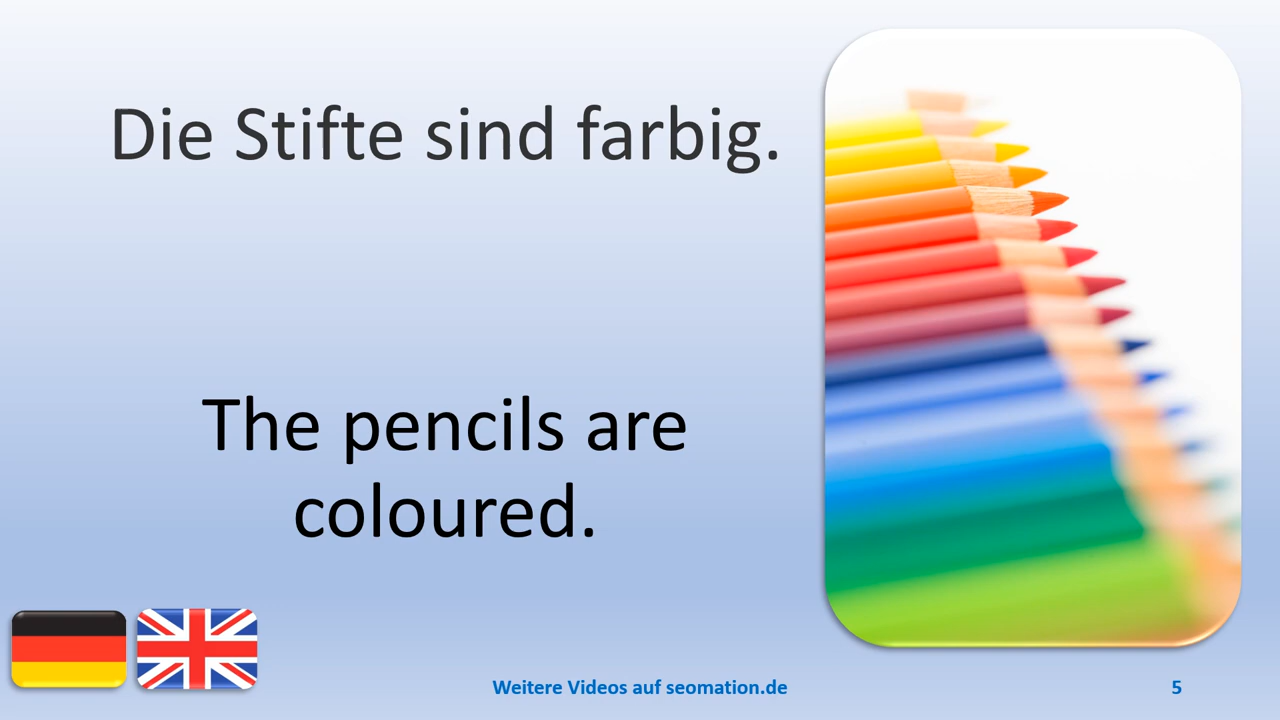 Die Stifte sind farbig.
The pencils are
coloured.
Weitere Videos auf seomation.de
5